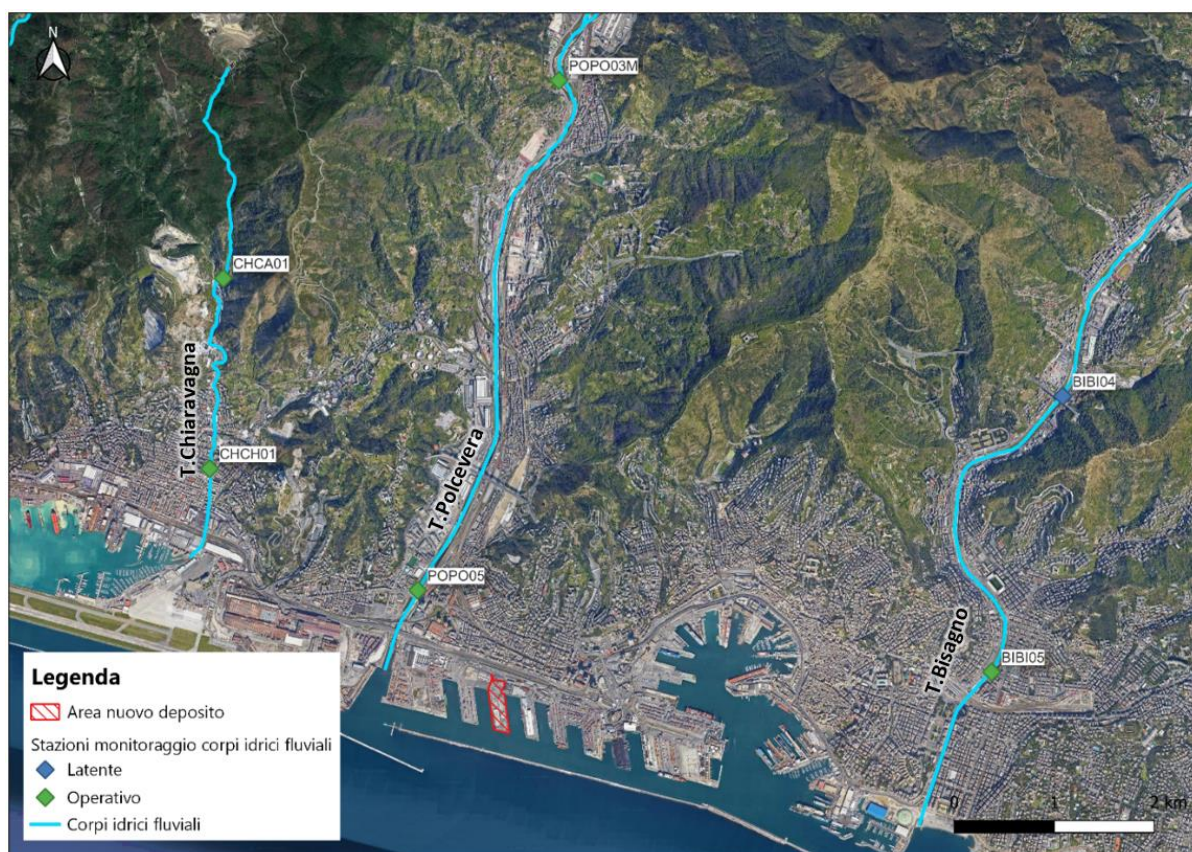 N
POPO03M
CHCA01
T.Chiaravagna
BIBI04
CHCH01
T.Polcevera
POPO05
T.Bisagno
BIBI05
Legenda
Area nuovo deposito
Stazioni monitoraggio corpi idrici fluviali
Latente
Operativo
Corpi idrici fluviali
0 1 2 km